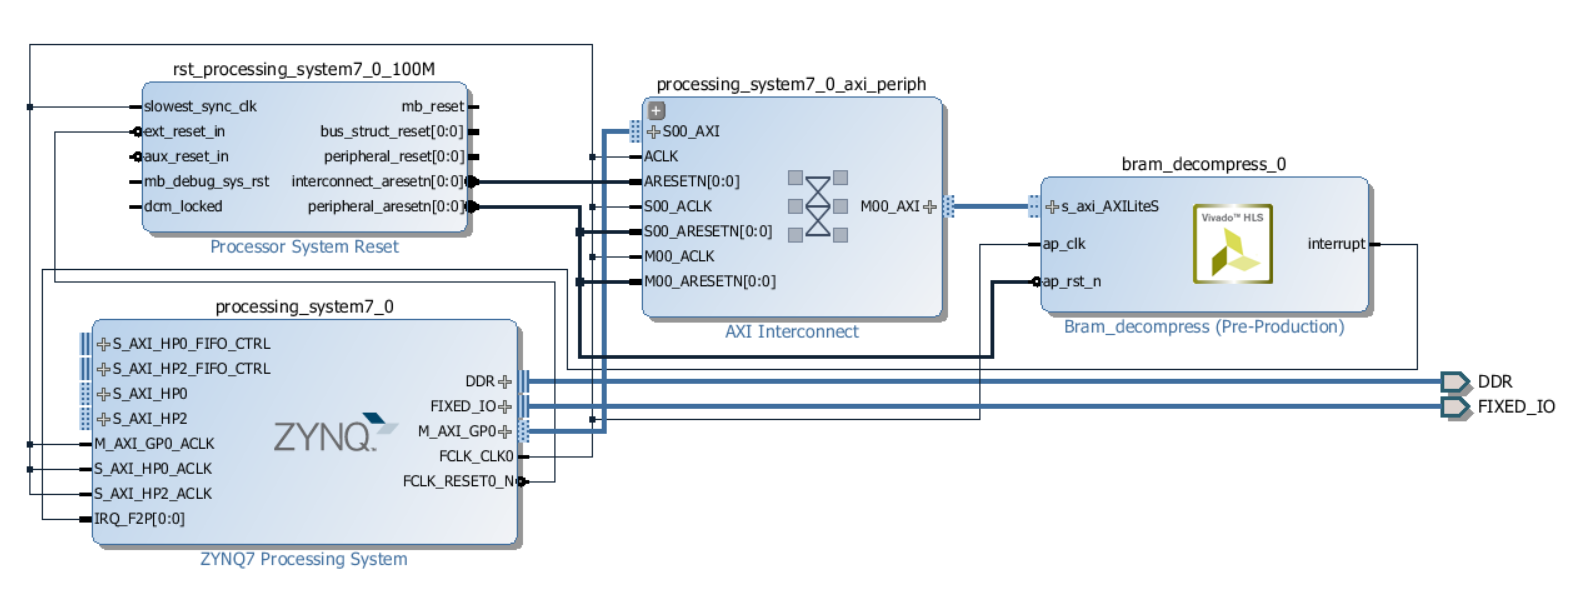 rst_processing_system7_0_100M
slowest_sync_clk
mb_reset
ext_reset_in
bus_struct_reset[0:0]
aux_reset_in
peripheral_reset[0:0]
mb_debug_sys_rst
interconnect_aresetn[0:0]
dcm_locked
peripheral_aresetn[0:0]
Processor System Reset
processing_system7_0_axi_periph
S00_AXI
ACLK
ARESETN[0:0]
S00_ACLK
M00_AXI
S00_ARESETN[0:0]
M00_ACLK
M00_ARESETN[0:0]
AXI Interconnect
bram_decompress_0
s_axi_AXILiteS
Vivado™ HLS
ap_clk
interrupt
ap_rst_n
Bram_decompress (Pre-Production)
processing_system7_0
S_AXI_HP0_FIFO_CTRL
S_AXI_HP2_FIFO_CTRL
S_AXI_HP0
S_AXI_HP2
M_AXI_GP0_ACLK
S_AXI_HP0_ACLK
S_AXI_HP2_ACLK
IRQ_F2P[0:0]
ZYNQ
DDR
FIXED_IO
M_AXI_GP0
FCLK_CLK0
FCLK_RESET0_N
ZYNQ7 Processing System
DDR
FIXED_IO